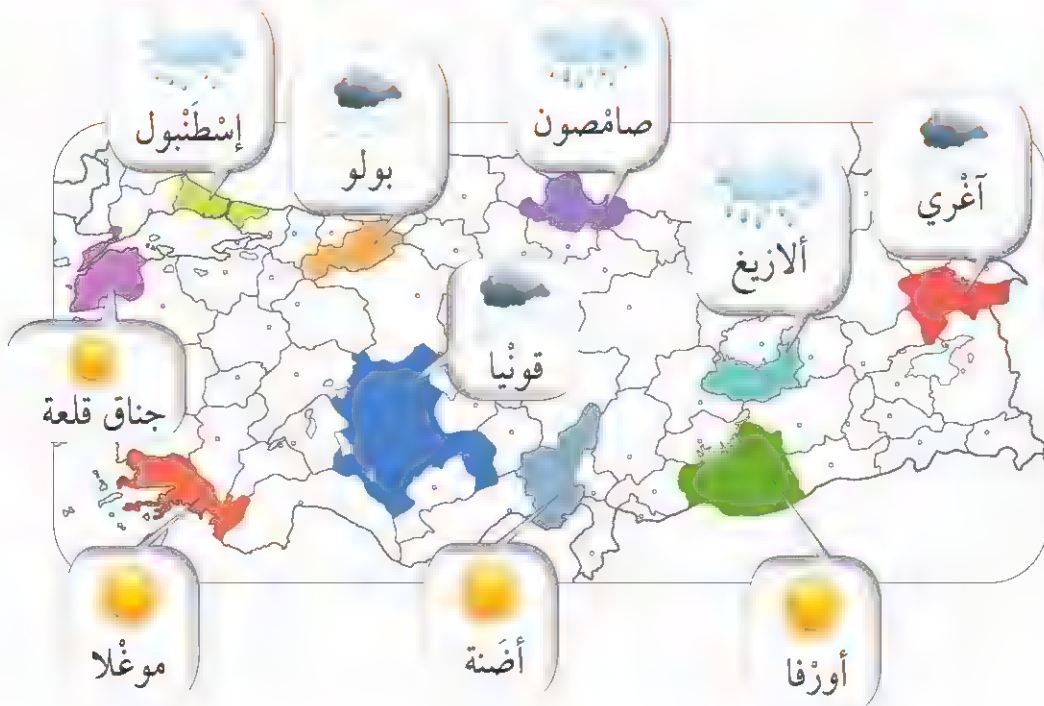 إسْطَنْبول
بولو
صامْصون
آغْري
ألازيغ
قونْيا
جناق قلعة
موغْلا
أضَنة
أورْفا